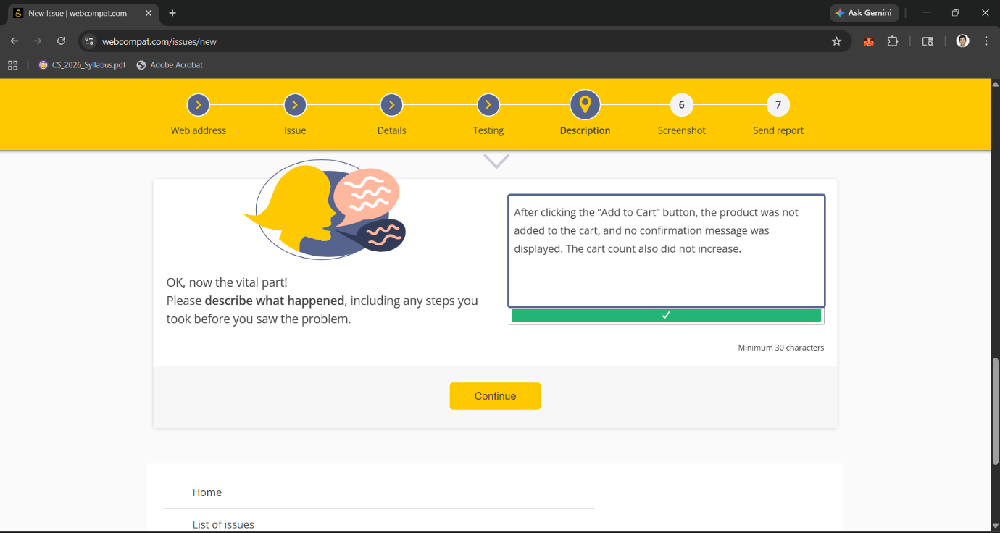 New Issue | webcompat.com
Ask Gemini
webcompat.com/issues/new
CS_2026_Syllabus.pdf
Adobe Acrobat
6
7
Web address
Issue
Details
Testing
Description
Screenshot
Send report
After clicking the “Add to Cart” button, the product was not
added to the cart, and no confirmation message was
displayed. The cart count also did not increase.
OK, now the vital part!
Please describe what happened, including any steps you
took before you saw the problem.
Minimum 30 characters
Continue
Home
List of issues